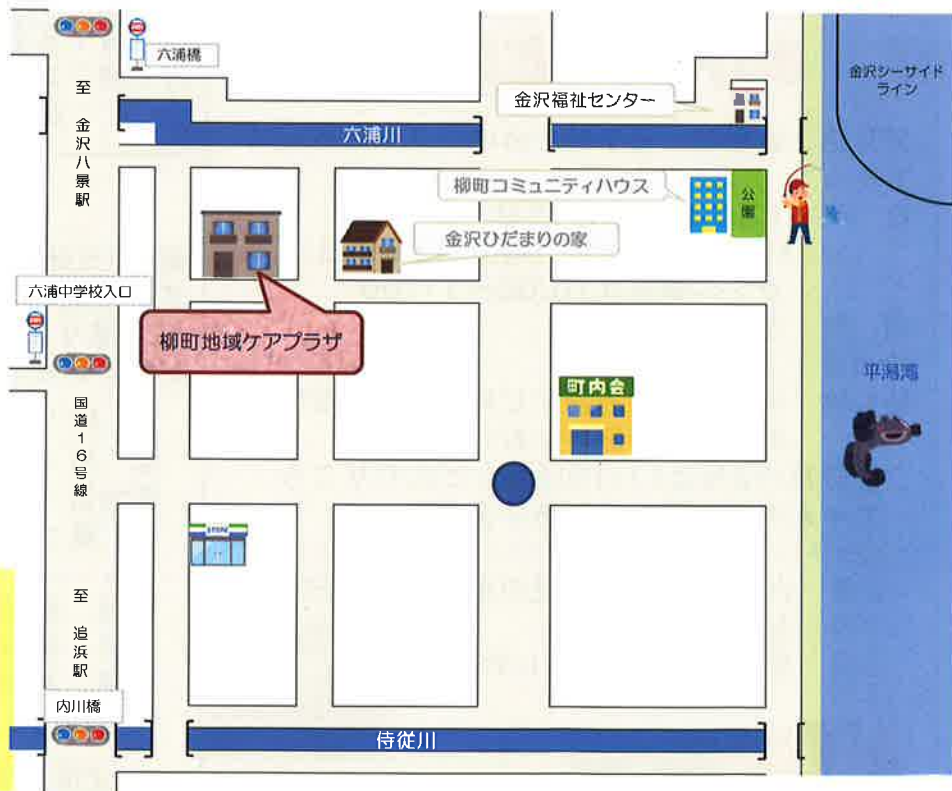 六浦橋
至 金沢八景駅
金沢福祉センター
金沢シーサイド
ライン
六浦川
柳町コミュニティハウス
公園
金沢ひだまりの家
六浦中学校入口
柳町地域ケアプラザ
平潟湾
町内会
国道16号線
STORE
至 追浜駅
内川橋
侍従川